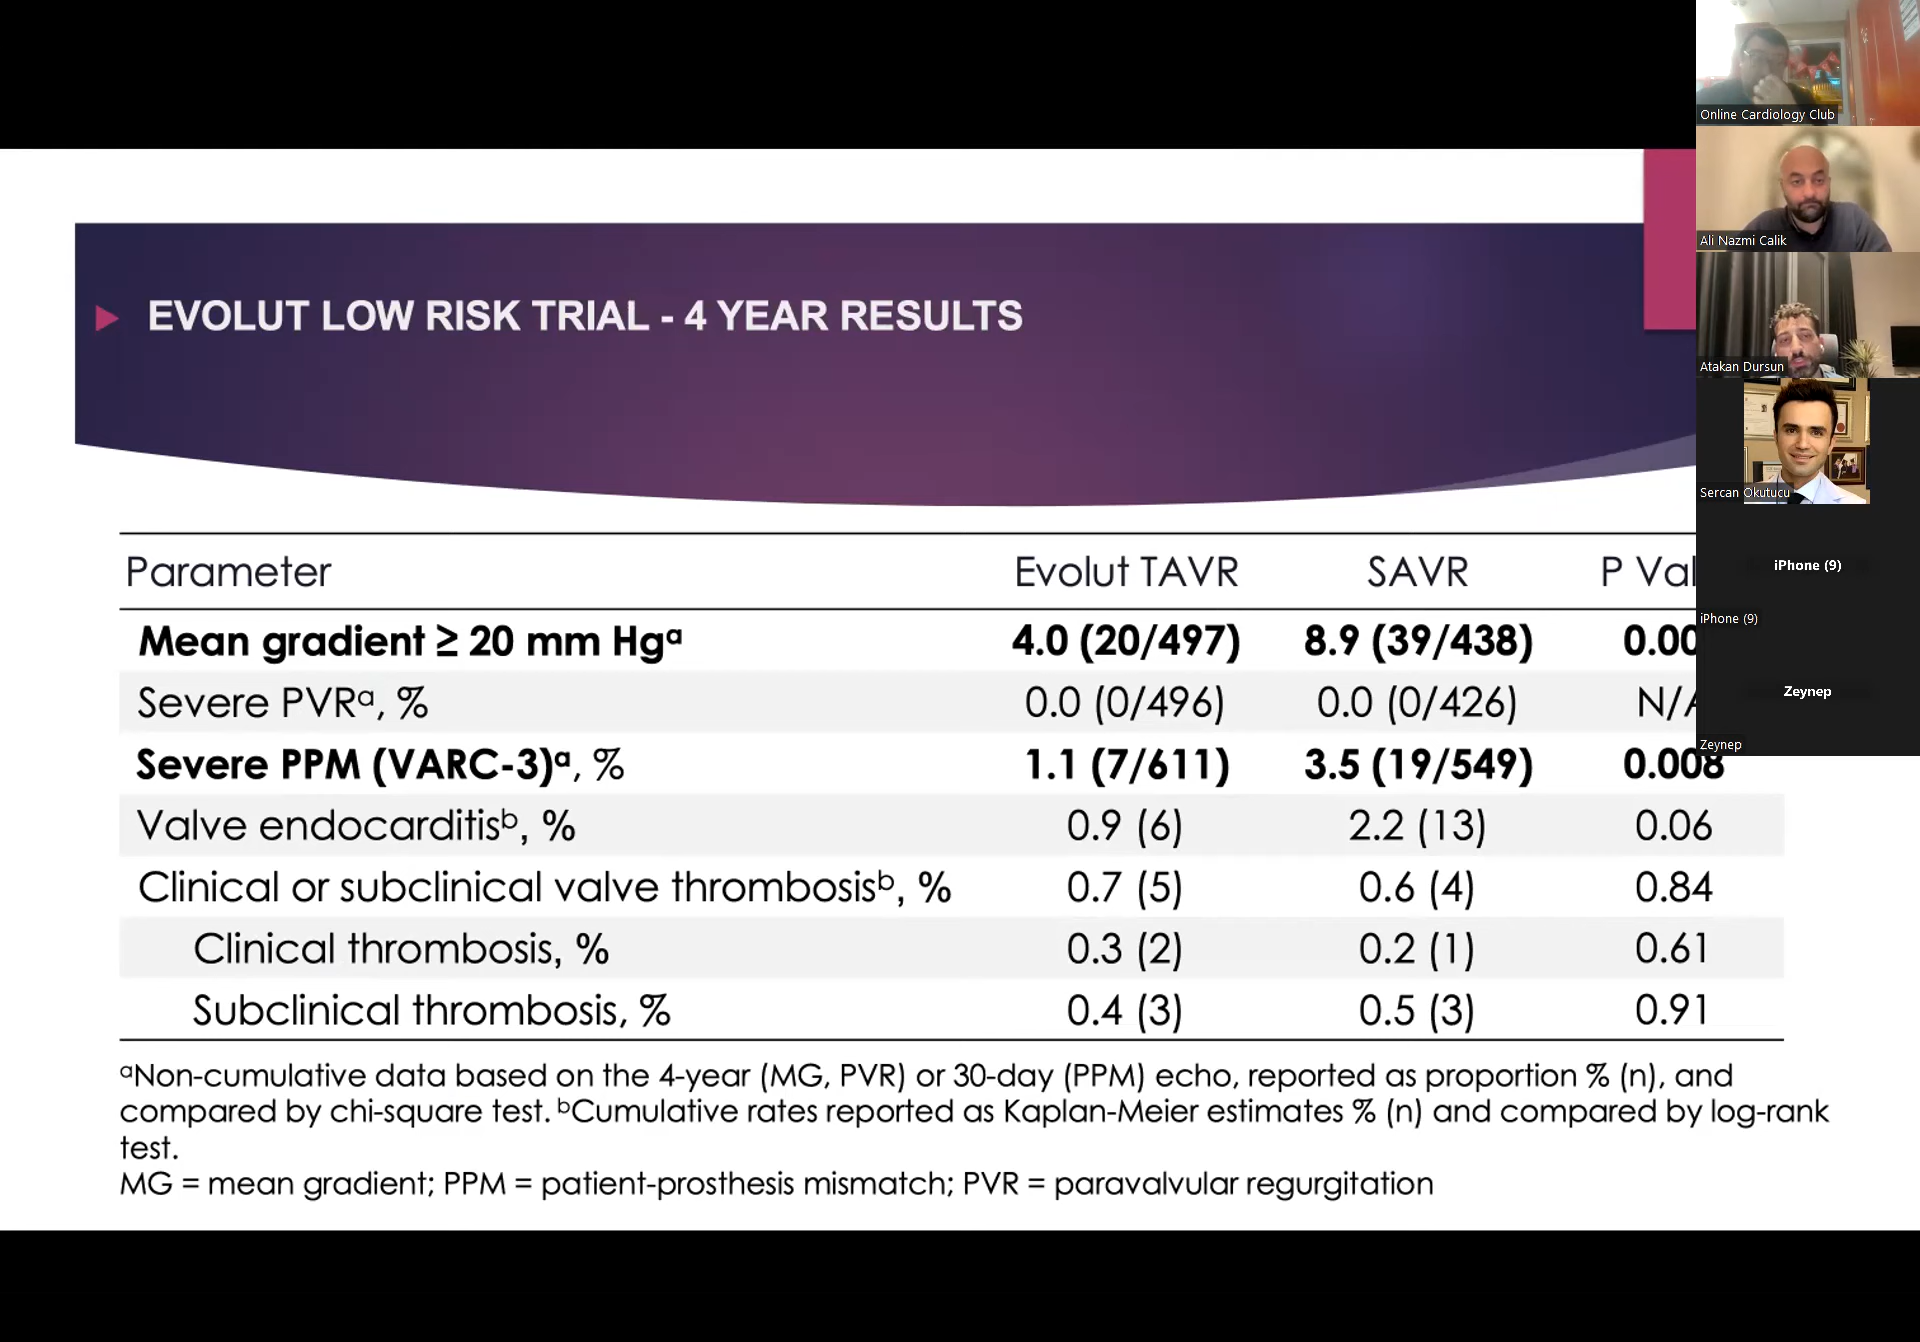 EVOLUT LOW RISK TRIAL - 4 YEAR RESULTS
Parameter Evolut TAVR SAVR P Val
Mean gradient ≥ 20 mm Hgᵃ 4.0 (20/497) 8.9 (39/438) 0.00
Severe PVRᵃ, % 0.0 (0/496) 0.0 (0/426) N/A
Severe PPM (VARC-3)ᵃ, % 1.1 (7/611) 3.5 (19/549) 0.008
Valve endocarditisᵇ, % 0.9 (6) 2.2 (13) 0.06
Clinical or subclinical valve thrombosisᵇ, % 0.7 (5) 0.6 (4) 0.84
Clinical thrombosis, % 0.3 (2) 0.2 (1) 0.61
Subclinical thrombosis, % 0.4 (3) 0.5 (3) 0.91
ᵃNon-cumulative data based on the 4-year (MG, PVR) or 30-day (PPM) echo, reported as proportion % (n), and
compared by chi-square test. ᵇCumulative rates reported as Kaplan-Meier estimates % (n) and compared by log-rank
test.
MG = mean gradient; PPM = patient-prosthesis mismatch; PVR = paravalvular regurgitation
Online Cardiology Club
Ali Nazmi Calik
Atakan Dursun
Sercan Okutucu
iPhone (9)
iPhone (9)
Zeynep
Zeynep